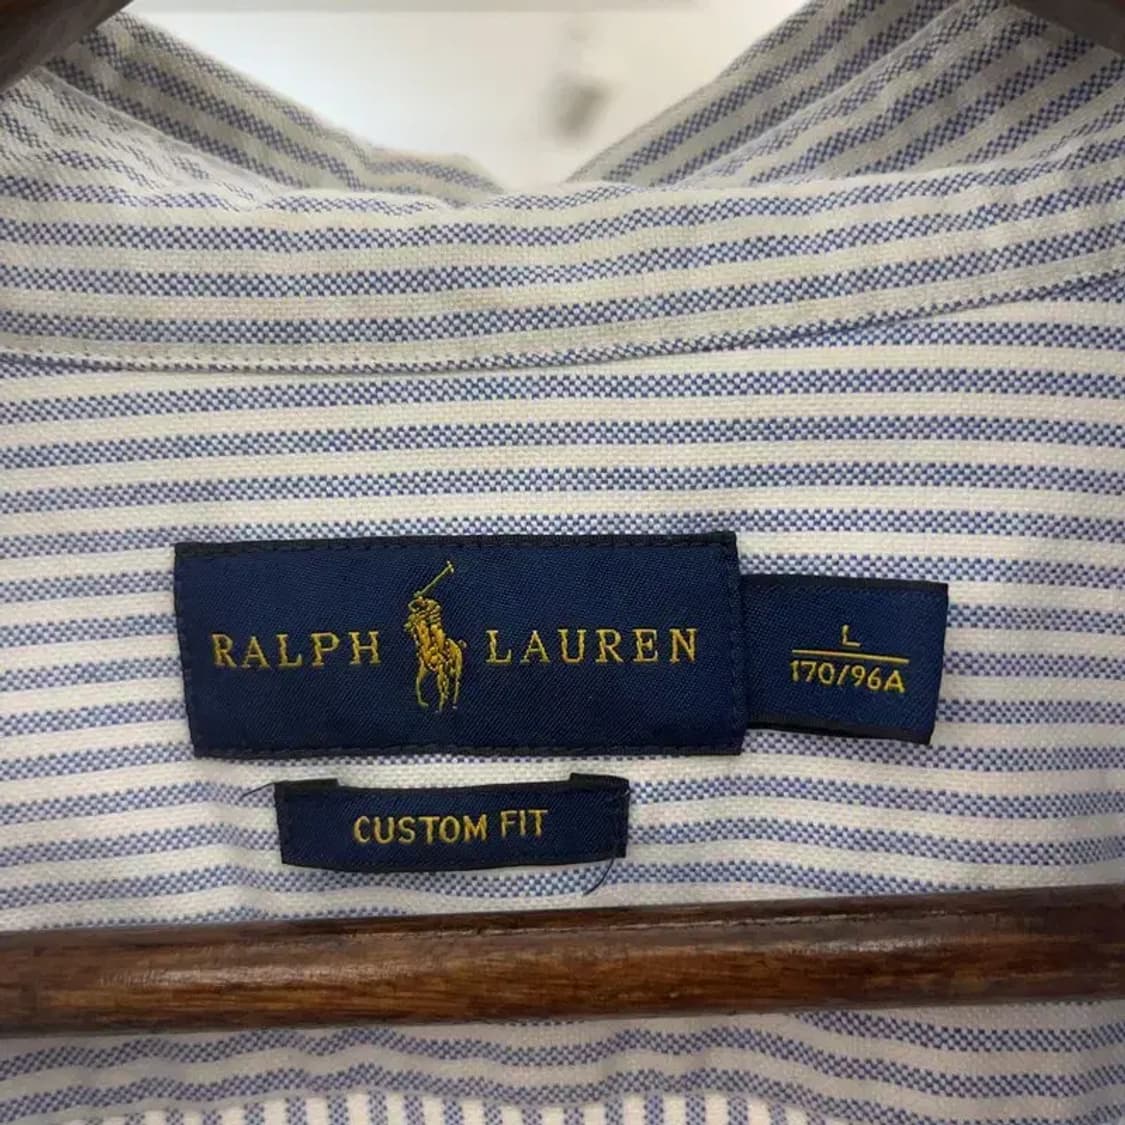 RALPH LAUREN
L
170/96A
CUSTOM FIT